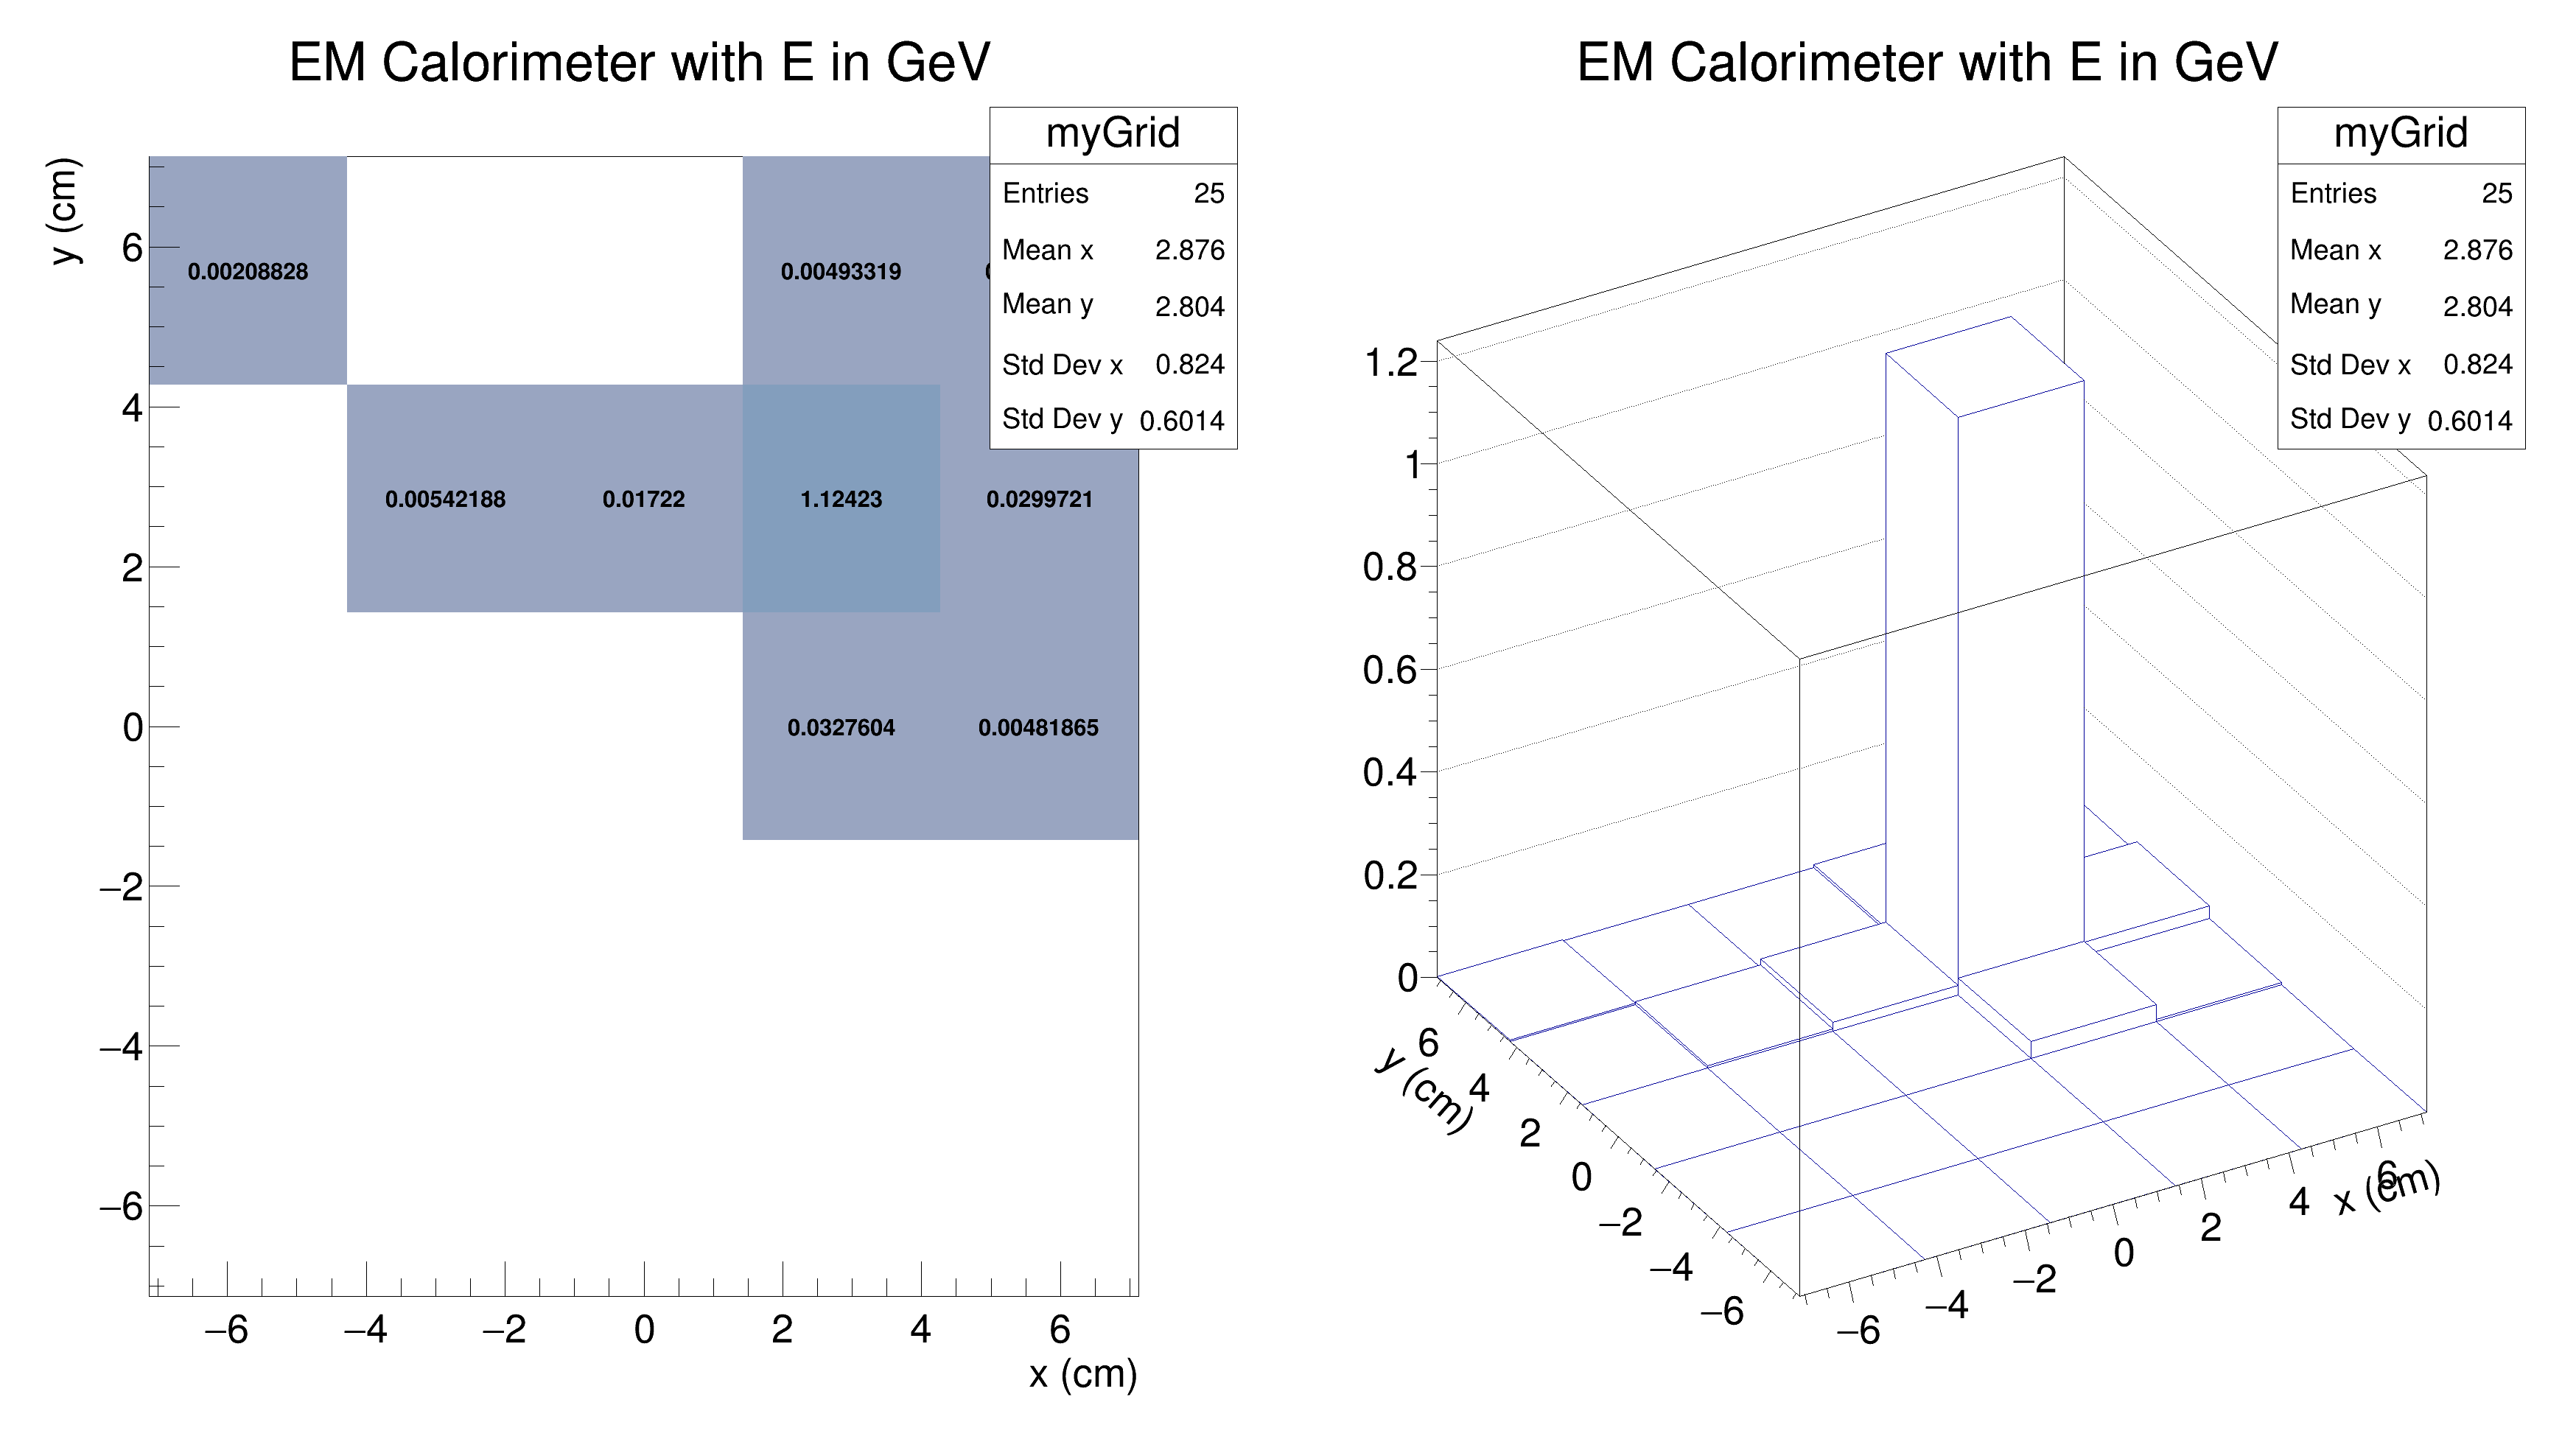 EM Calorimeter with E in GeV
myGrid
Entries 25
Mean x 2.876
Mean y 2.804
Std Dev x 0.824
Std Dev y 0.6014
y (cm)
6
4
2
0
−2
−4
−6
0.00208828
0.00493319
0.00542188
0.01722
1.12423
0.0299721
0.0327604
0.00481865
−6
−4
−2
0
2
4
6
x (cm)
EM Calorimeter with E in GeV
myGrid
Entries 25
Mean x 2.876
Mean y 2.804
Std Dev x 0.824
Std Dev y 0.6014
1.2
1
0.8
0.6
0.4
0.2
0
6
4
2
0
−2
−4
−6
y (cm)
−6
−4
−2
0
2
4
6
x (cm)